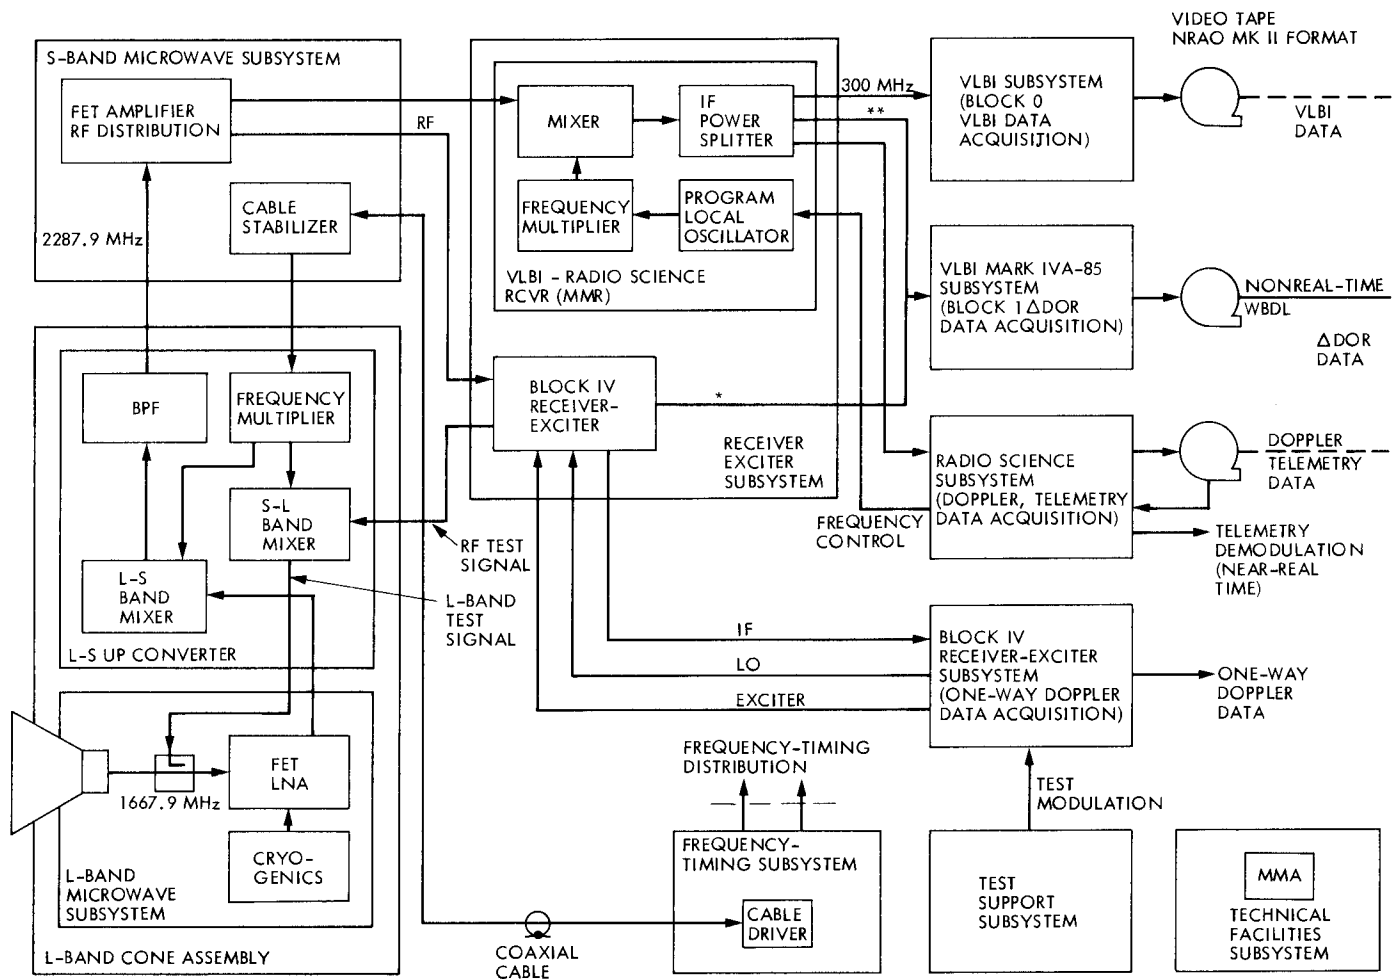 VIDEO TAPE
NRAO MK II FORMAT
S-BAND MICROWAVE SUBSYSTEM
FET AMPLIFIER
RF DISTRIBUTION
RF
CABLE
STABILIZER
2287.9 MHz
MIXER
IF
POWER
SPLITTER
FREQUENCY
MULTIPLIER
PROGRAM
LOCAL
OSCILLATOR
VLBI - RADIO SCIENCE
RCVR (MMR)
300 MHz
**
VLBI SUBSYSTEM
(BLOCK 0
VLBI DATA
ACQUISITION)
VLBI
DATA
VLBI MARK IVA-85
SUBSYSTEM
(BLOCK 1 ΔDOR
DATA ACQUISITION)
NONREAL-TIME
WBDL
ΔDOR
DATA
BPF
FREQUENCY
MULTIPLIER
BLOCK IV
RECEIVER-
EXCITER
*
RECEIVER
EXCITER
SUBSYSTEM
RADIO SCIENCE
SUBSYSTEM
(DOPPLER, TELEMETRY
DATA ACQUISITION)
DOPPLER
TELEMETRY
DATA
S-L
BAND
MIXER
RF TEST
SIGNAL
FREQUENCY
CONTROL
TELEMETRY
DEMODULATION
(NEAR-REAL
TIME)
L-S
BAND
MIXER
L-BAND
TEST
SIGNAL
L-S UP CONVERTER
IF
LO
EXCITER
BLOCK IV
RECEIVER-EXCITER
SUBSYSTEM
(ONE-WAY DOPPLER
DATA ACQUISITION)
ONE-WAY
DOPPLER
DATA
FET
LNA
1667.9 MHz
CRYO-
GENICS
L-BAND
MICROWAVE
SUBSYSTEM
L-BAND CONE ASSEMBLY
COAXIAL
CABLE
FREQUENCY-TIMING
DISTRIBUTION
FREQUENCY-
TIMING SUBSYSTEM
CABLE
DRIVER
TEST
MODULATION
TEST
SUPPORT
SUBSYSTEM
MMA
TECHNICAL
FACILITIES
SUBSYSTEM